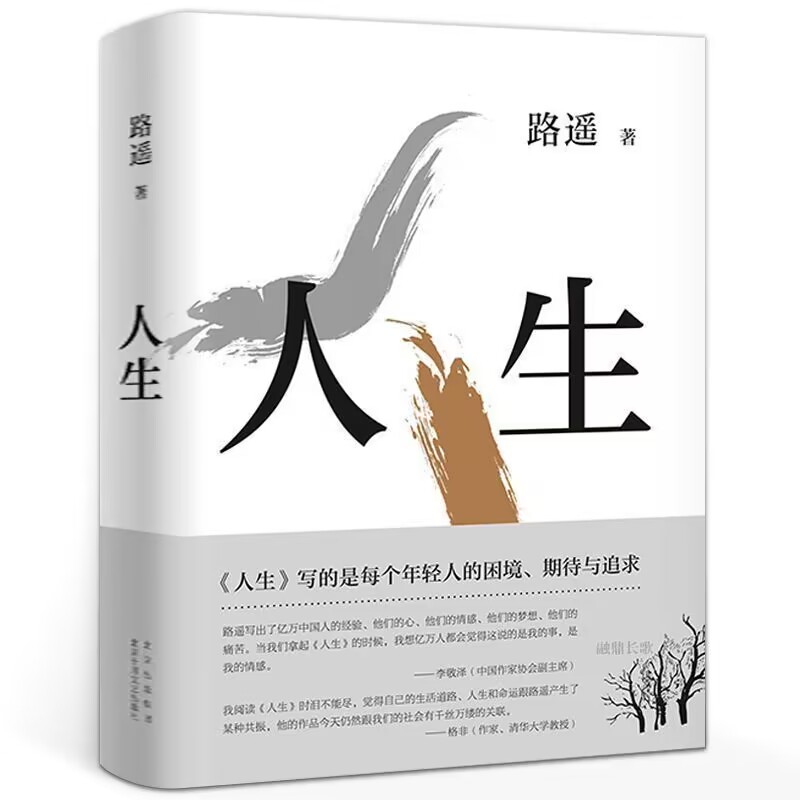 路遥 著
人生
路遥 著
人生
《人生》写的是每个年轻人的困境、期待与追求
路遥写出了亿万中国人的经验、他们的心、他们的情感、他们的梦想、他们的
痛苦。当我们拿起《人生》的时候，我想亿万人都会觉得这说的是我的事，是
我的情感。
——李敬泽（中国作家协会副主席）
我阅读《人生》时泪不能尽，觉得自己的生活道路、人生和命运跟路遥产生了
某种共振，他的作品今天仍然跟我们的社会有千丝万缕的关联。
——格非（作家、清华大学教授）
融鼎长歌